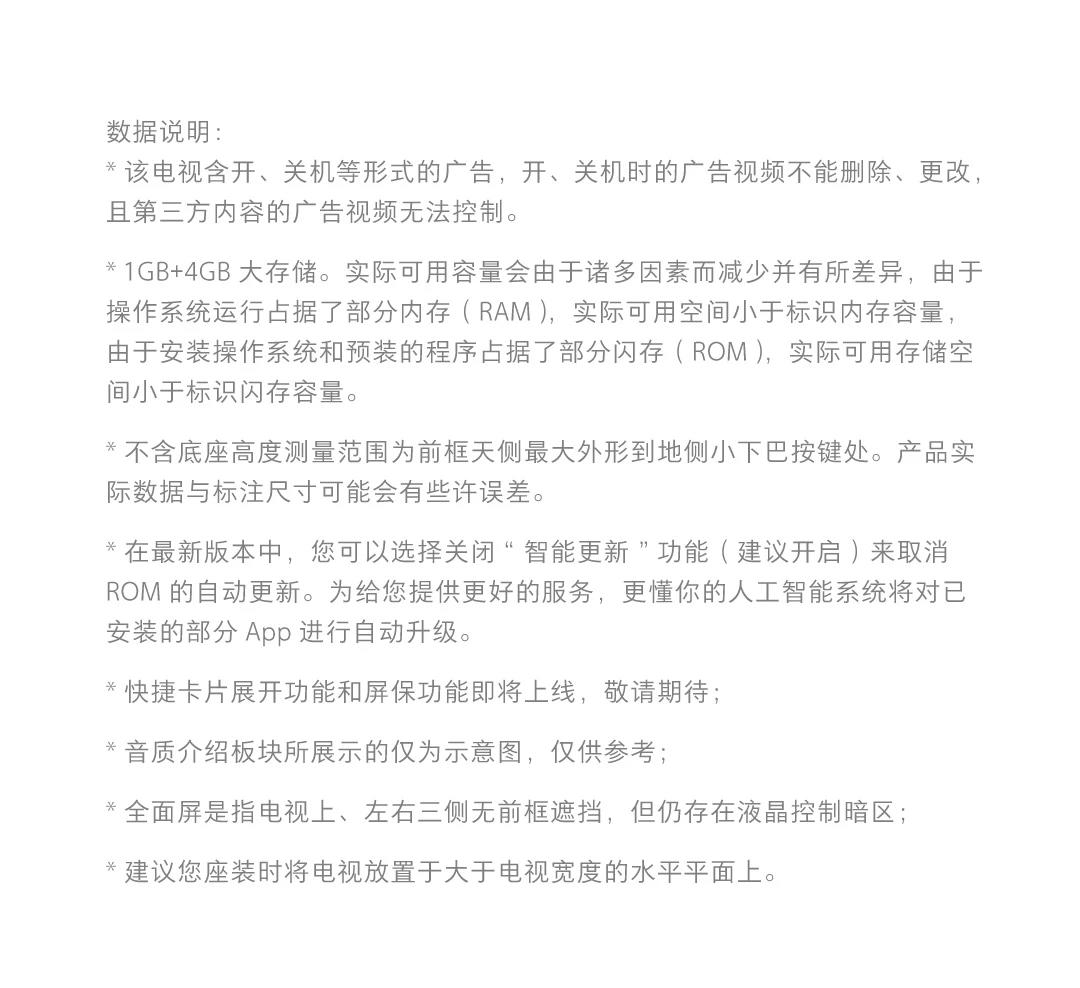 数据说明：
* 该电视含开、关机等形式的广告，开、关机时的广告视频不能删除、更改，
且第三方内容的广告视频无法控制。
* 1GB+4GB 大存储。实际可用容量会由于诸多因素而减少并有所差异，由于
操作系统运行占据了部分内存（RAM），实际可用空间小于标识内存容量，
由于安装操作系统和预装的程序占据了部分闪存（ROM），实际可用存储空
间小于标识闪存容量。
* 不含底座高度测量范围为前框天侧最大外形到地侧小下巴按键处。产品实
际数据与标注尺寸可能会有些许误差。
* 在最新版本中，您可以选择关闭“智能更新”功能（建议开启）来取消
ROM 的自动更新。为给您提供更好的服务，更懂你的人工智能系统将对已
安装的部分 App 进行自动升级。
* 快捷卡片展开功能和屏保功能即将上线，敬请期待；
* 音质介绍板块所展示的仅为示意图，仅供参考；
* 全面屏是指电视上、左右三侧无前框遮挡，但仍存在液晶控制暗区；
* 建议您座装时将电视放置于大于电视宽度的水平平面上。